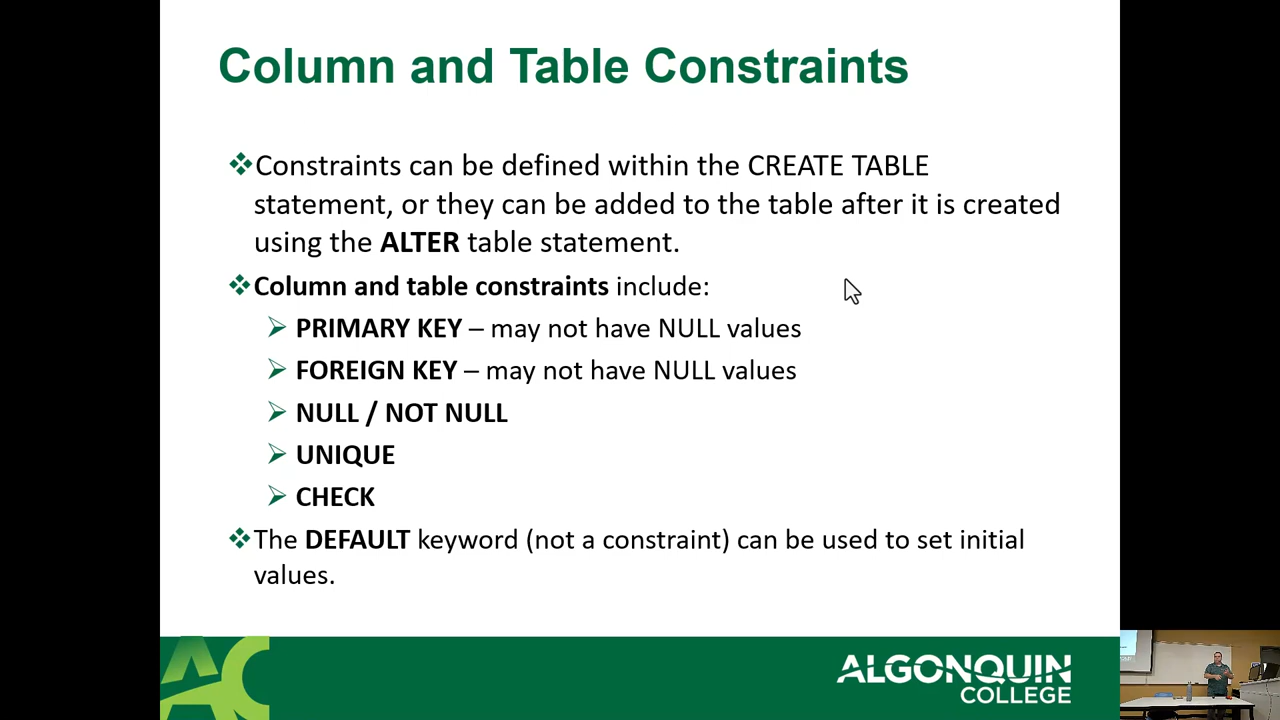 Column and Table Constraints
❖Constraints can be defined within the CREATE TABLE
statement, or they can be added to the table after it is created
using the ALTER table statement.
❖Column and table constraints include:
➢ PRIMARY KEY – may not have NULL values
➢ FOREIGN KEY – may not have NULL values
➢ NULL / NOT NULL
➢ UNIQUE
➢ CHECK
❖The DEFAULT keyword (not a constraint) can be used to set initial
values.
AC
ALGONQUIN
COLLEGE